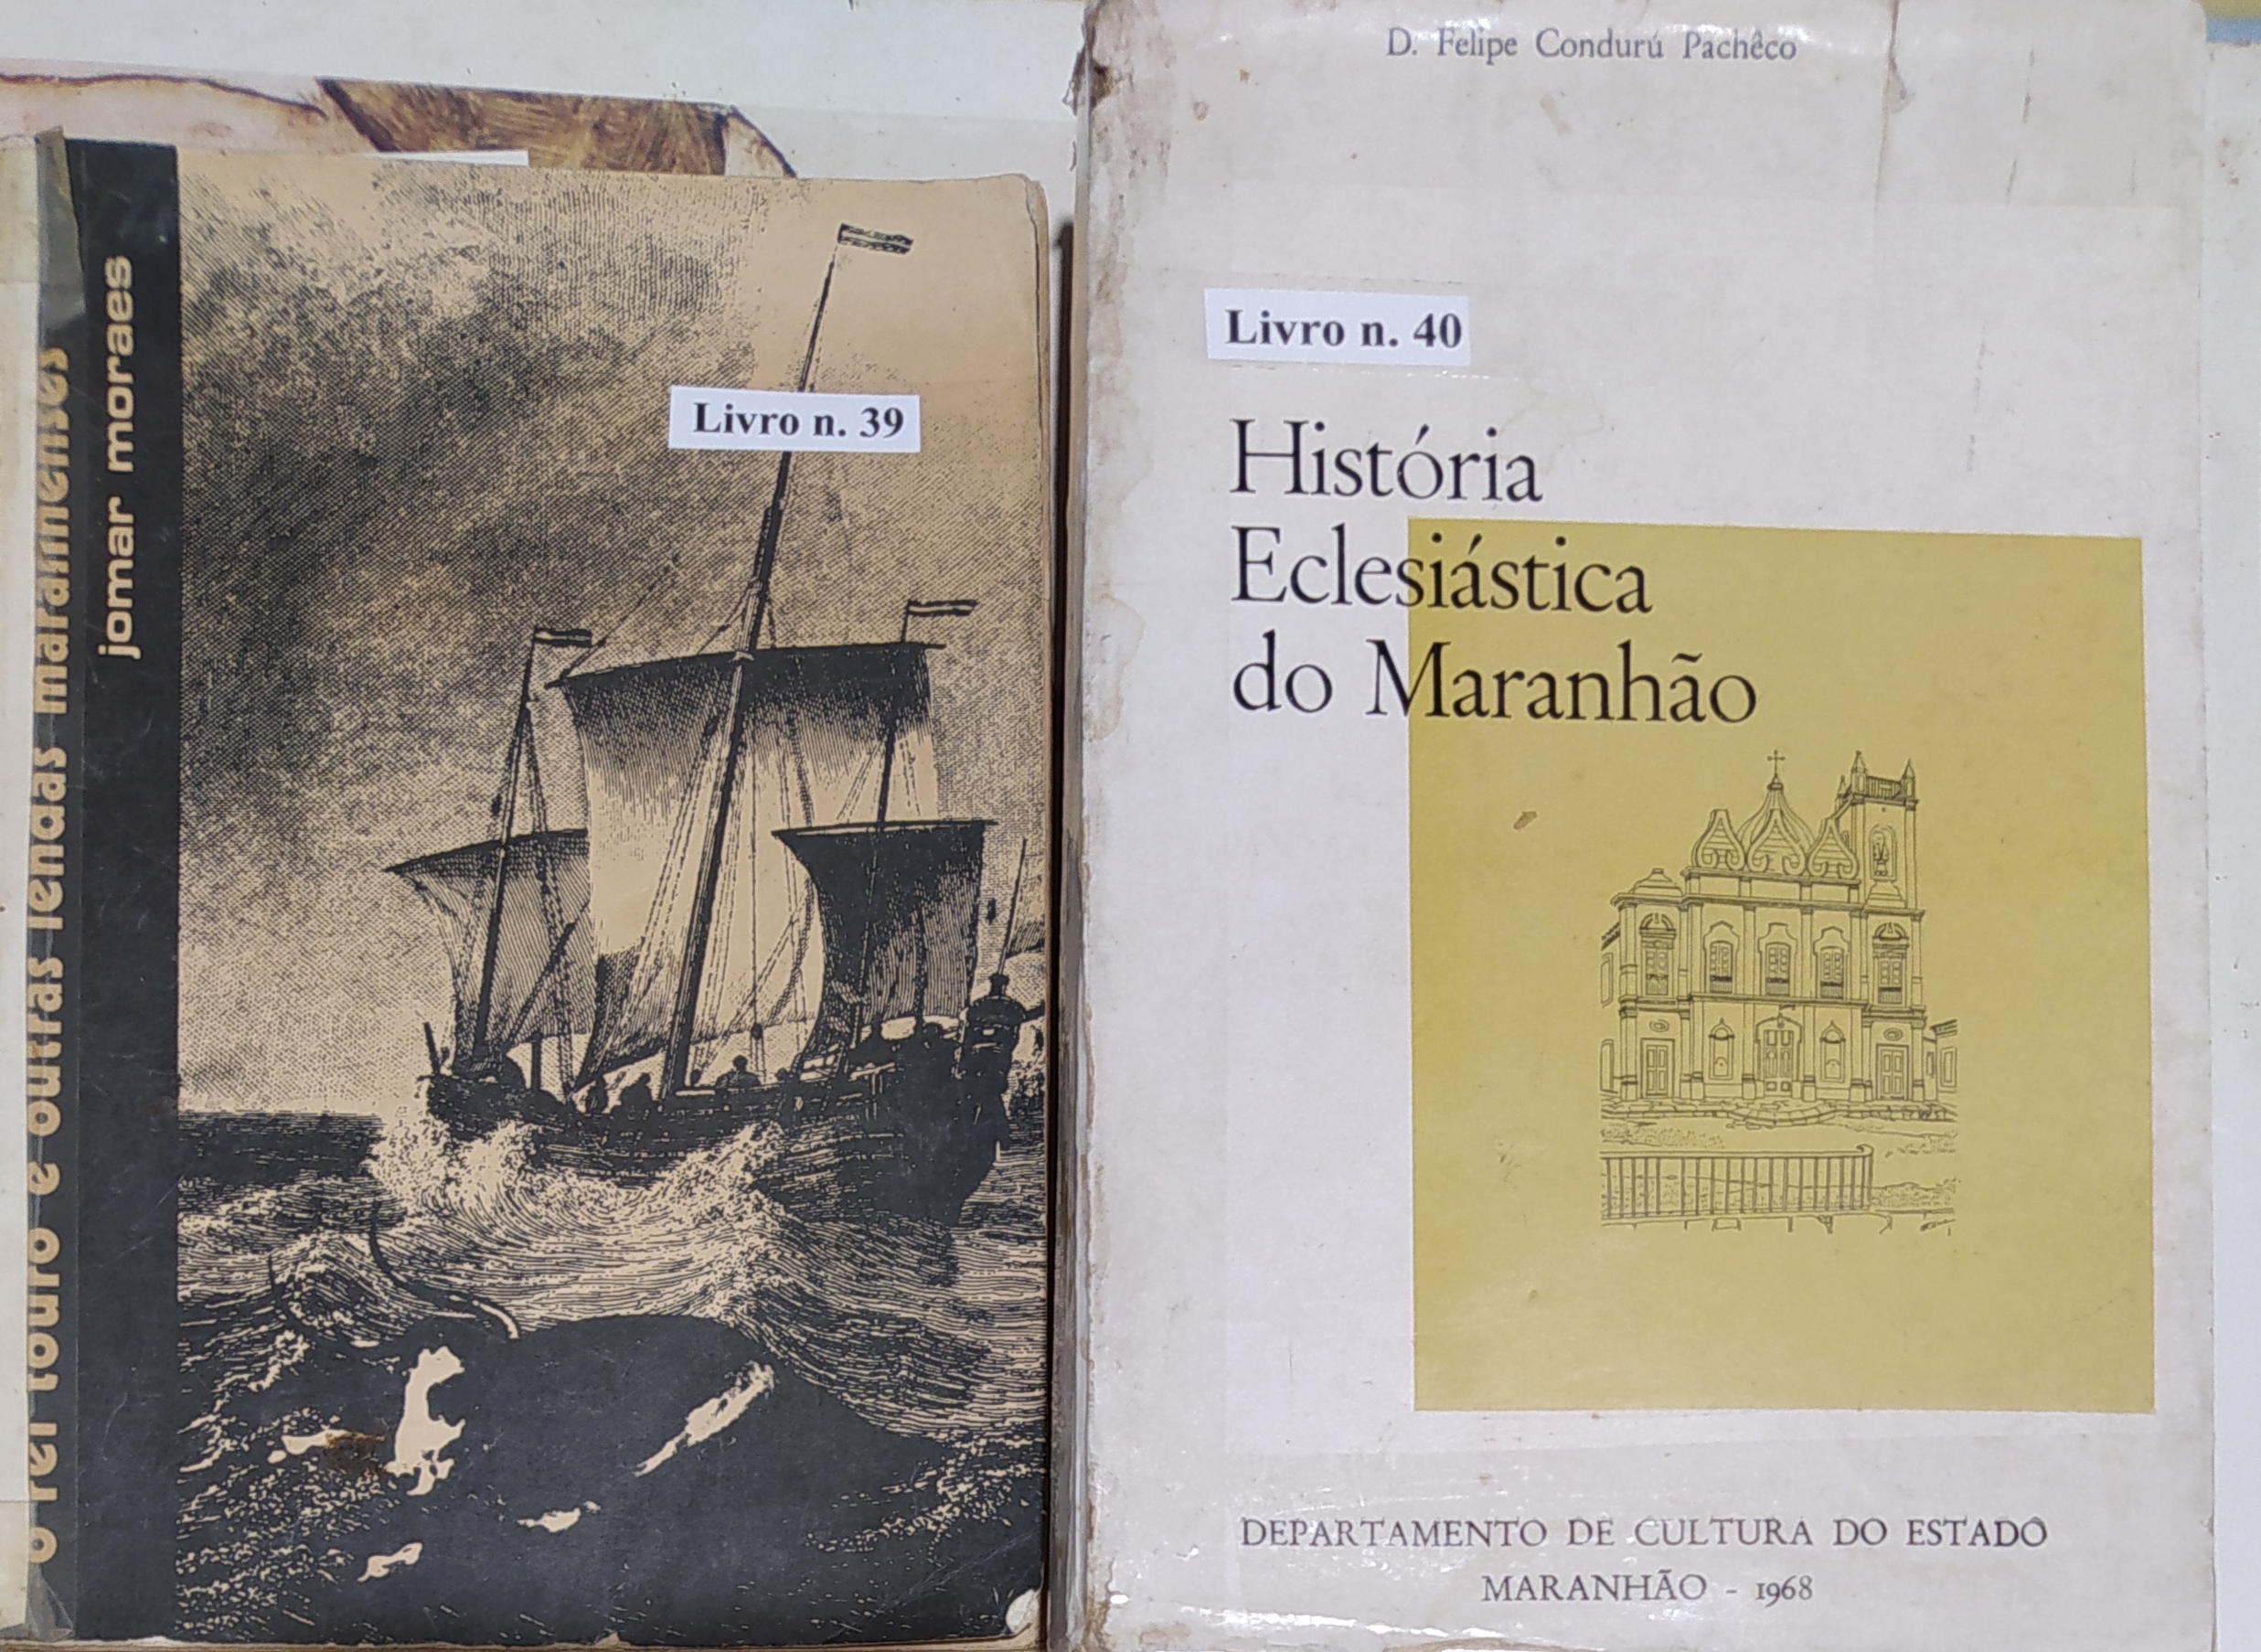 o rei touro e outras lendas maranhenses
jomar moraes
Livro n. 39
D. Felipe Condurú Pachêco
Livro n. 40
História
Eclesiástica
do Maranhão
DEPARTAMENTO DE CULTURA DO ESTADO
MARANHÃO - 1968